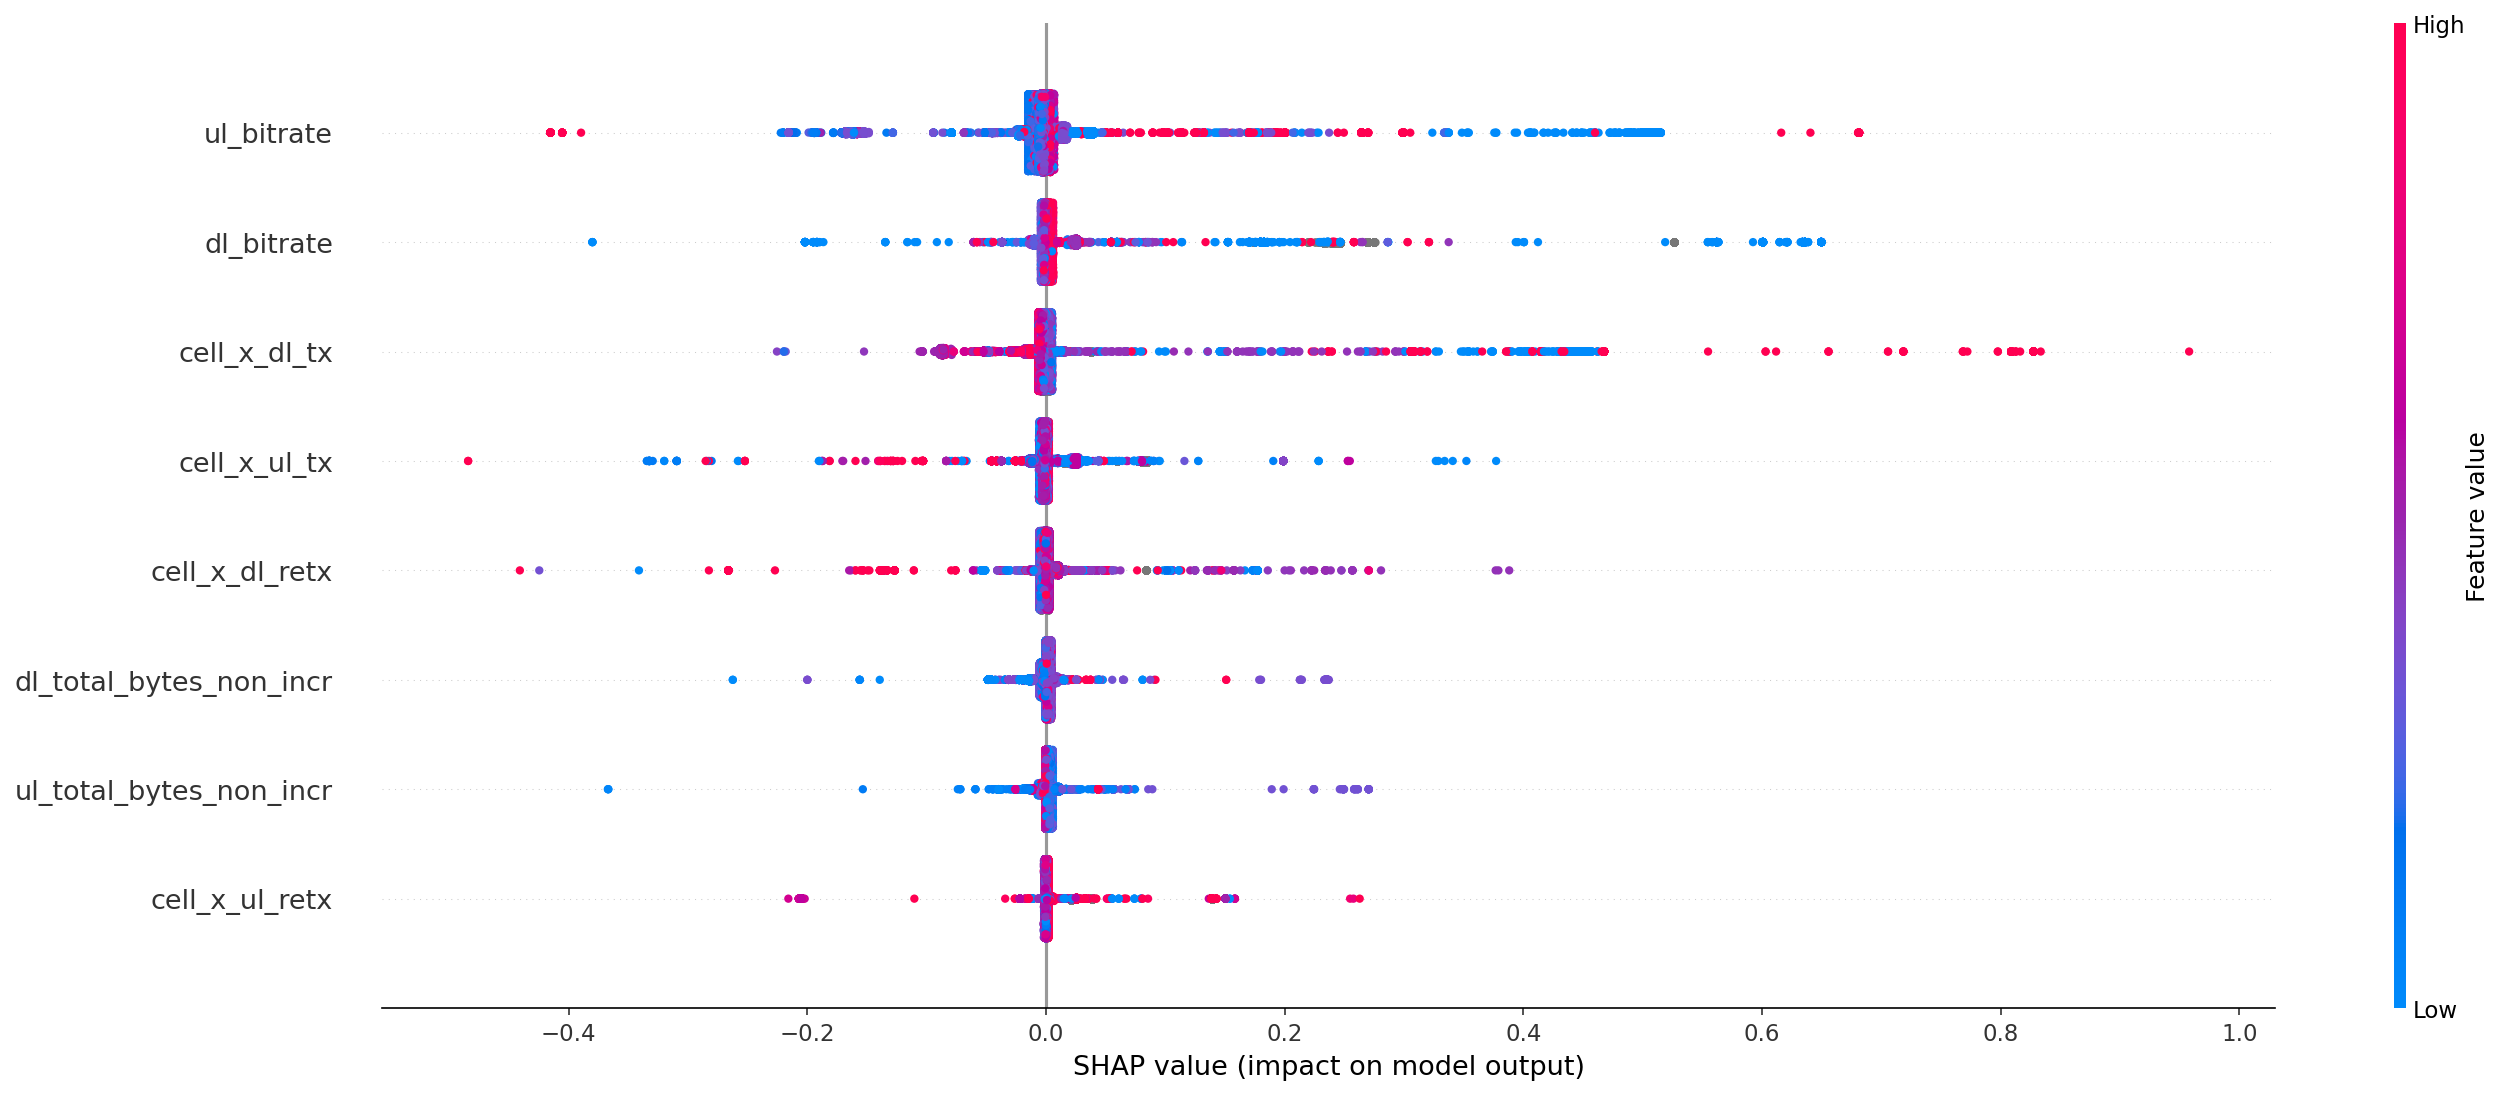 High
ul_bitrate
dl_bitrate
cell_x_dl_tx
cell_x_ul_tx
cell_x_dl_retx
dl_total_bytes_non_incr
ul_total_bytes_non_incr
cell_x_ul_retx
Feature value
Low
−0.4 −0.2 0.0 0.2 0.4 0.6 0.8 1.0
SHAP value (impact on model output)